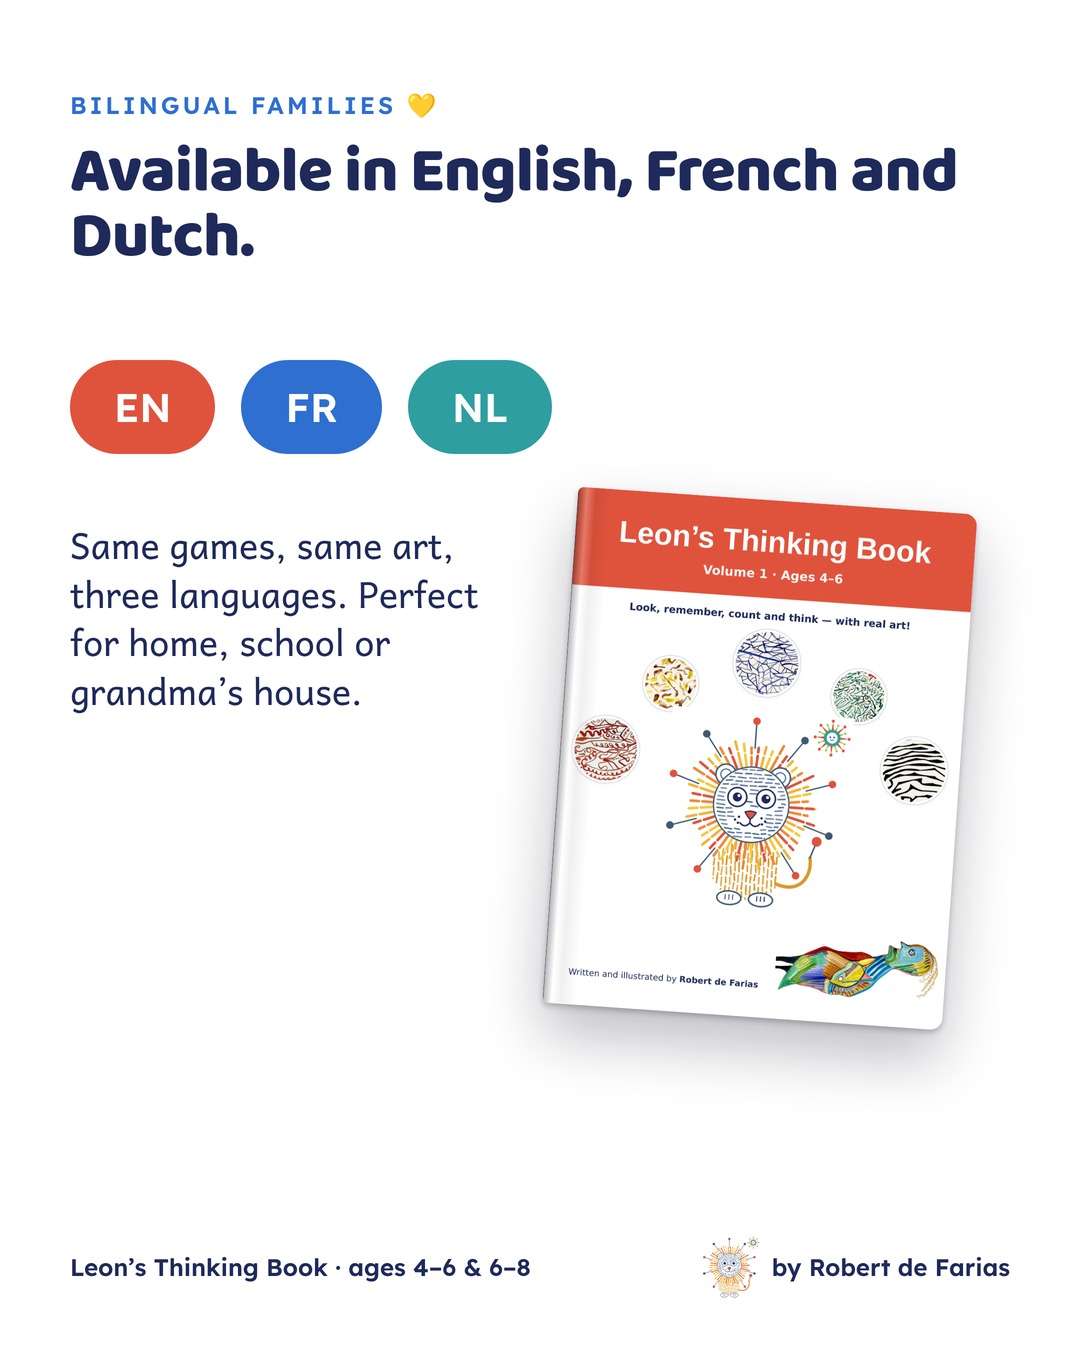 BILINGUAL FAMILIES 💛
Available in English, French and
Dutch.
EN
FR
NL
Same games, same art,
three languages. Perfect
for home, school or
grandma’s house.
Leon’s Thinking Book
Volume 1 · Ages 4–6
Look, remember, count and think — with real art!
Written and illustrated by Robert de Farias
Leon’s Thinking Book · ages 4–6 & 6–8
by Robert de Farias